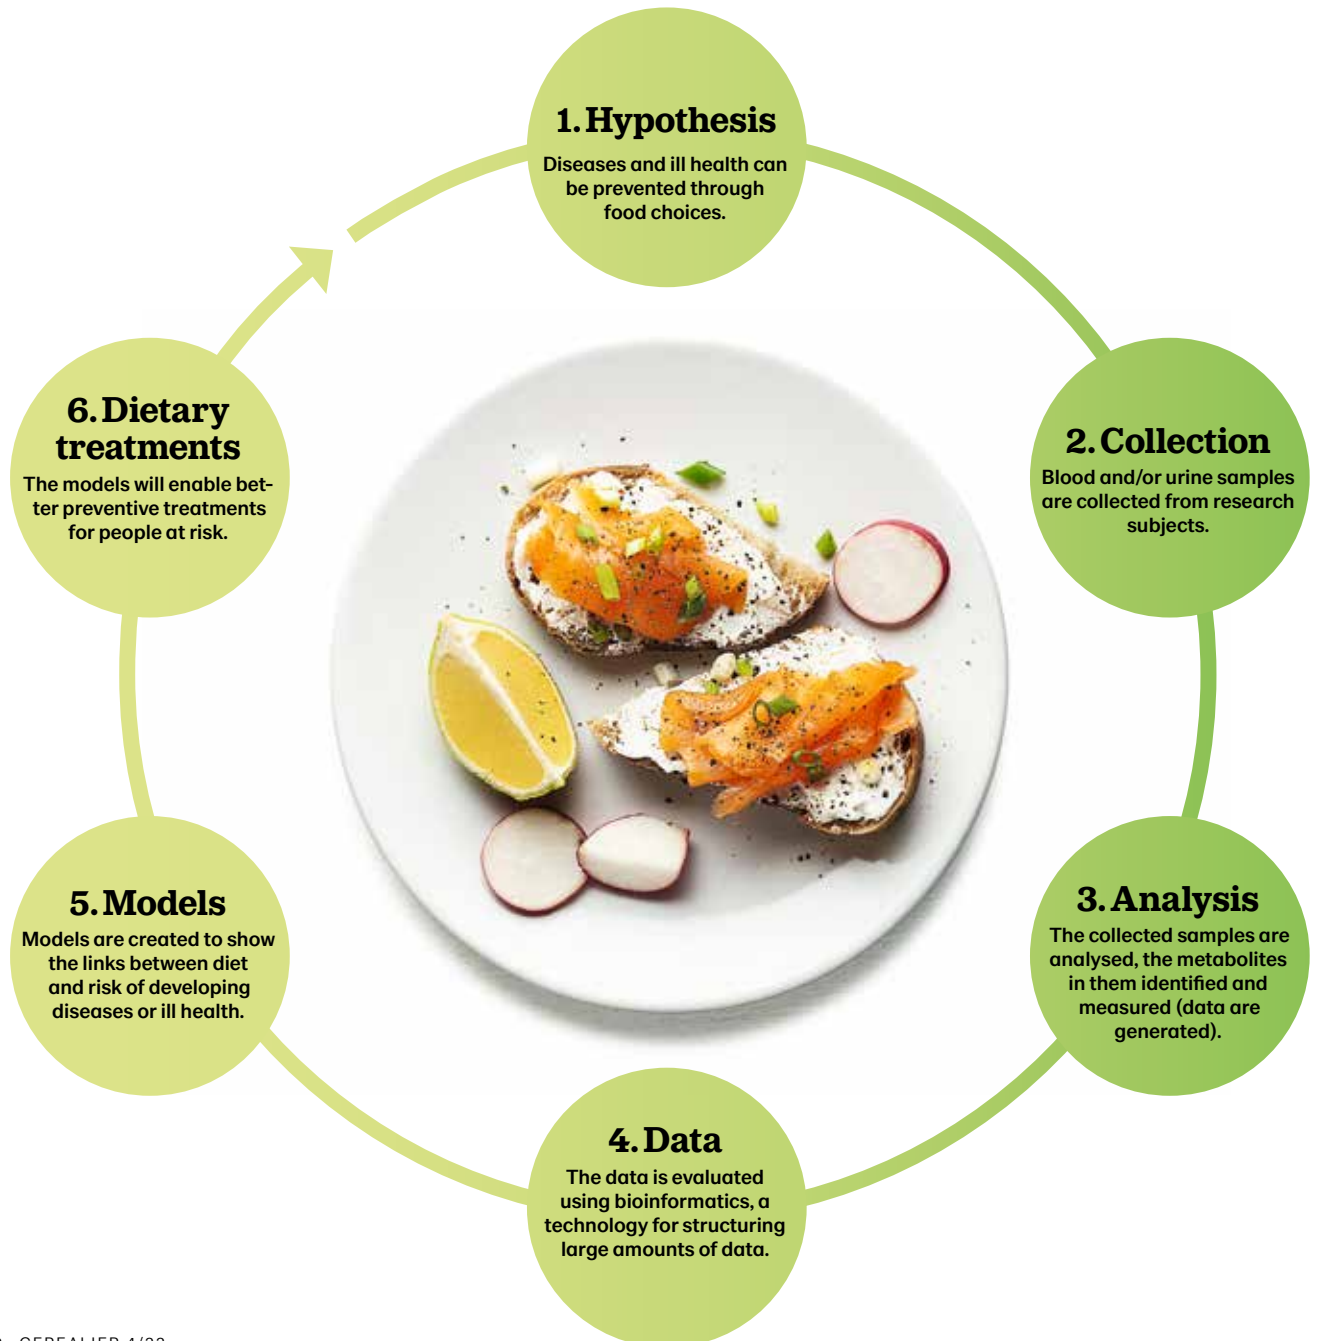 1. Hypothesis
Diseases and ill health can
be prevented through
food choices.
2. Collection
Blood and/or urine samples
are collected from research
subjects.
3. Analysis
The collected samples are
analysed, the metabolites
in them identified and
measured (data are
generated).
4. Data
The data is evaluated
using bioinformatics, a
technology for structuring
large amounts of data.
5. Models
Models are created to show
the links between diet
and risk of developing
diseases or ill health.
6. Dietary
treatments
The models will enable bet-
ter preventive treatments
for people at risk.